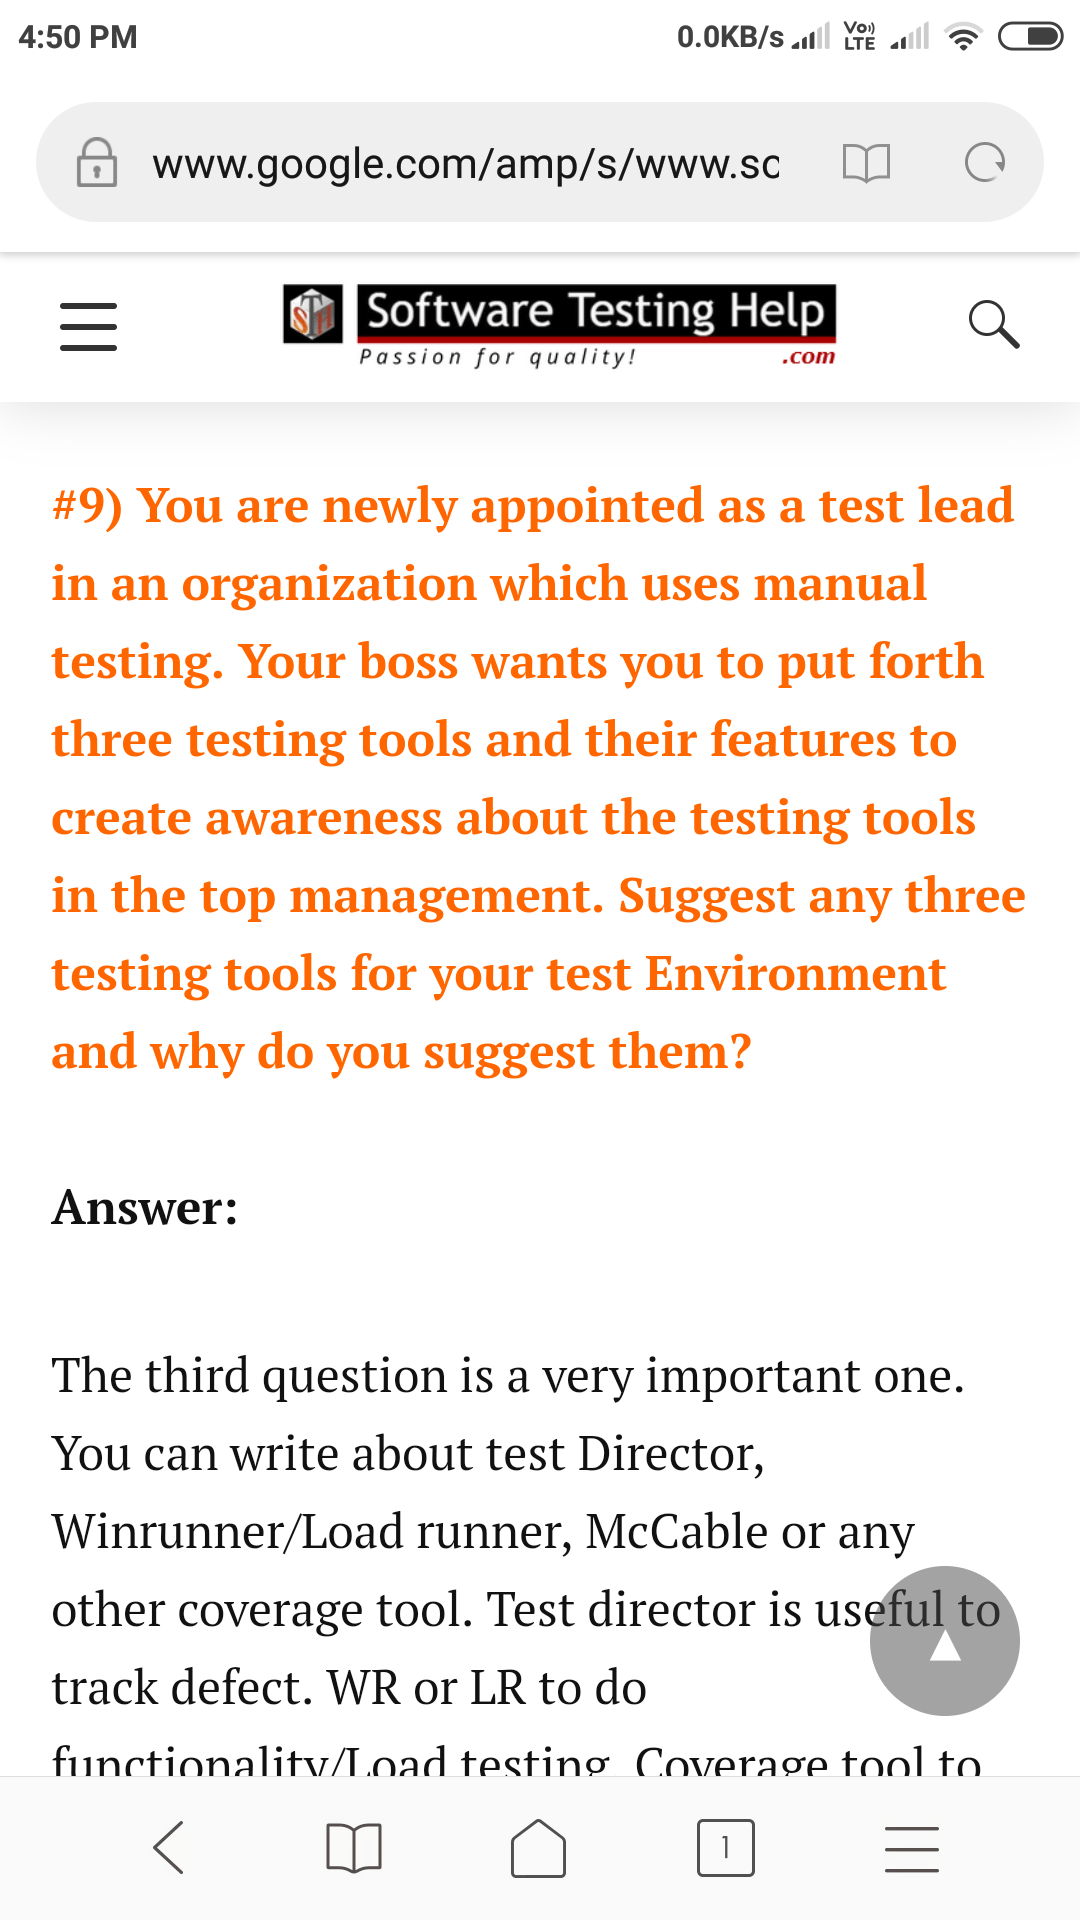 4:50 PM
0.0KB/s
Vo))
LTE
www.google.com/amp/s/www.so
STH
Software Testing Help
Passion for quality!
.com
#9) You are newly appointed as a test lead
in an organization which uses manual
testing. Your boss wants you to put forth
three testing tools and their features to
create awareness about the testing tools
in the top management. Suggest any three
testing tools for your test Environment
and why do you suggest them?
Answer:
The third question is a very important one.
You can write about test Director,
Winrunner/Load runner, McCable or any
other coverage tool. Test director is useful to
track defect. WR or LR to do
functionality/Load testing. Coverage tool to
1